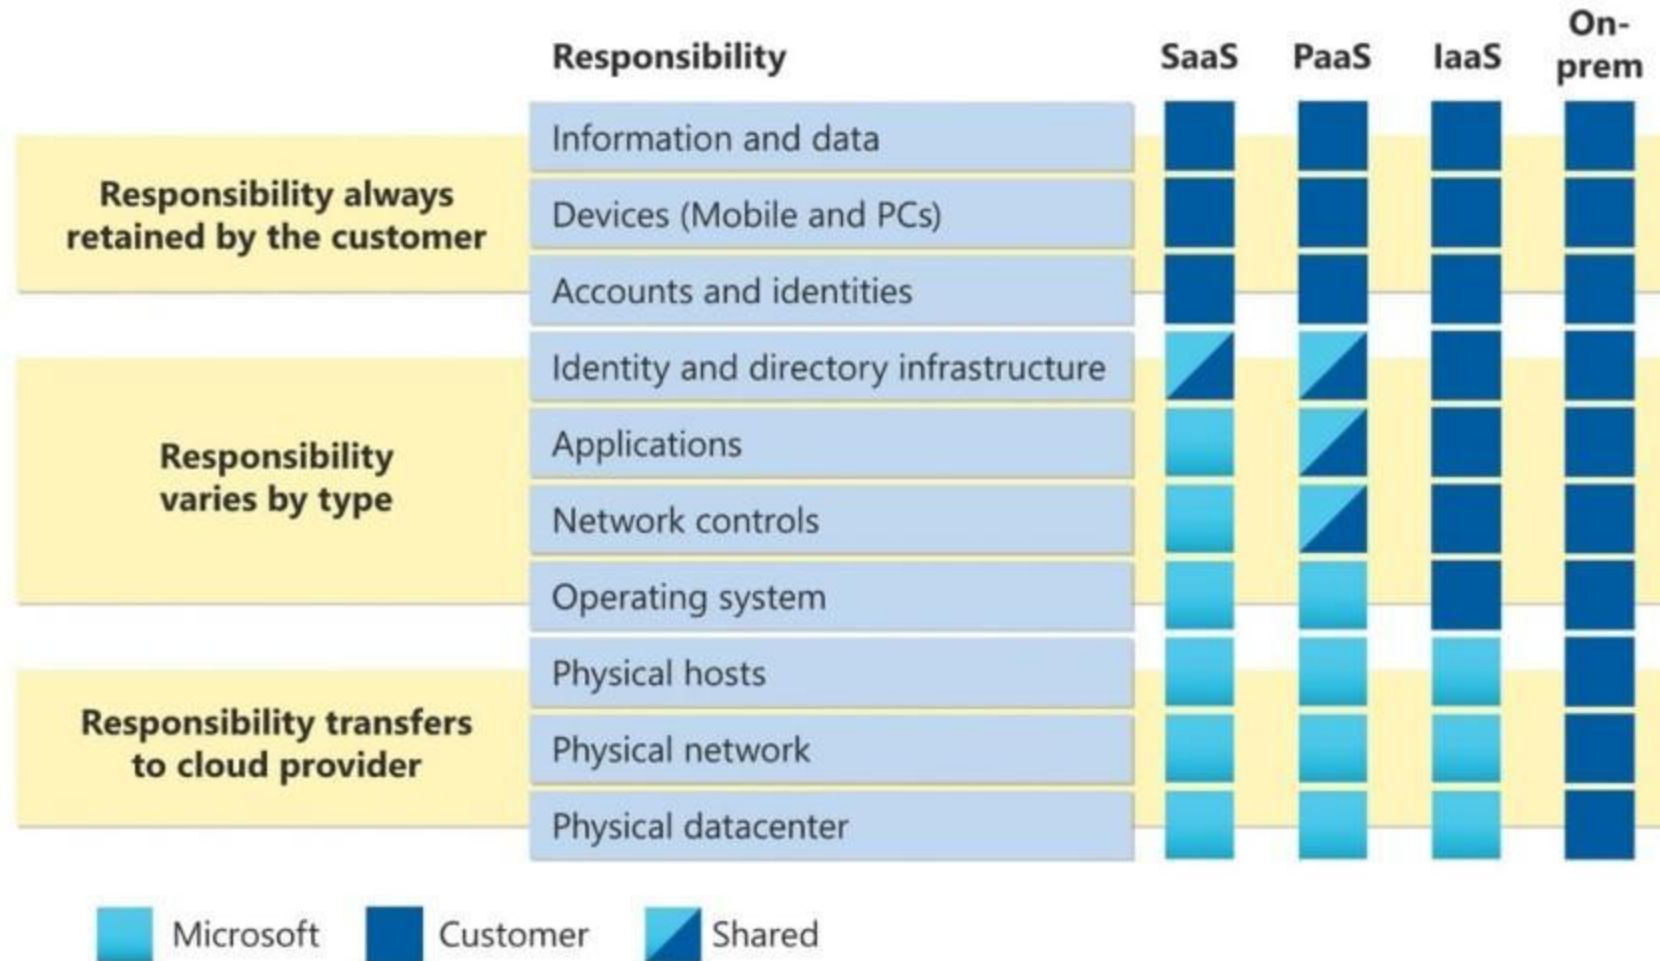 Responsibility
SaaS
PaaS
IaaS
On-
prem
Responsibility always
retained by the customer
Information and data
Devices (Mobile and PCs)
Accounts and identities
Responsibility
varies by type
Identity and directory infrastructure
Applications
Network controls
Operating system
Responsibility transfers
to cloud provider
Physical hosts
Physical network
Physical datacenter
Microsoft
Customer
Shared